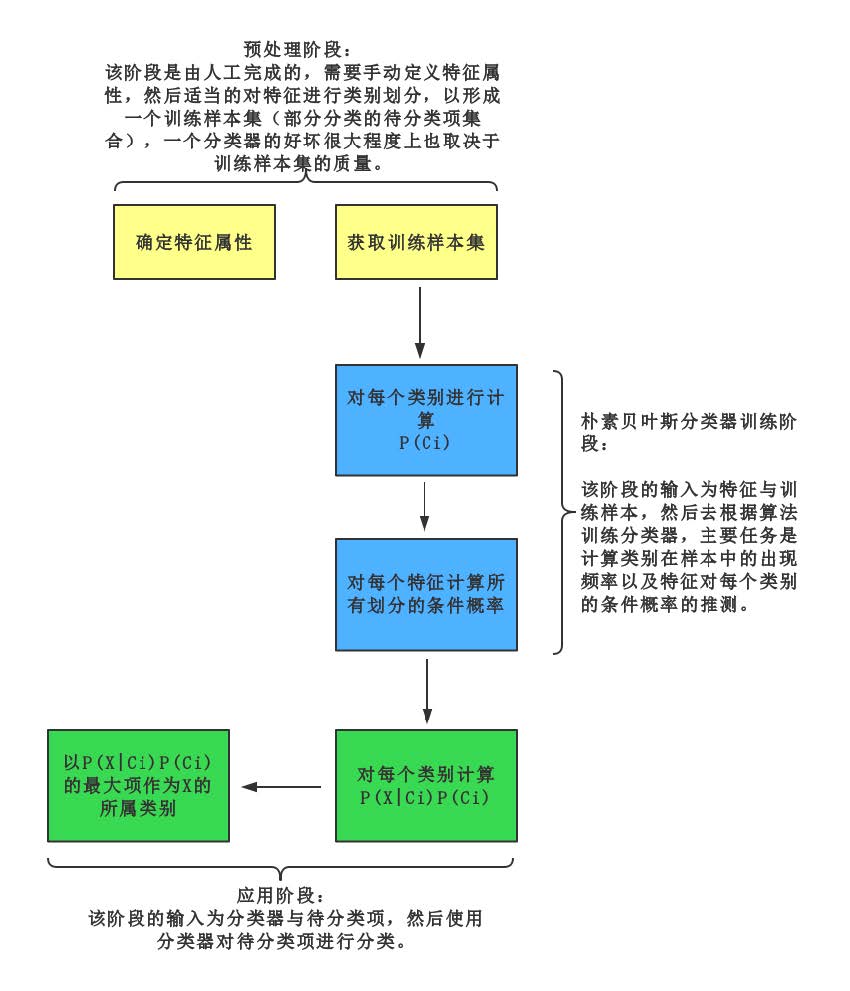 预处理阶段：
该阶段是由人工完成的，需要手动定义特征属
性，然后适当的对特征进行类别划分，以形成
一个训练样本集（部分分类的待分类项集
合），一个分类器的好坏很大程度上也取决于
训练样本集的质量。
确定特征属性
获取训练样本集
对每个类别进行计
算
P(Ci)
朴素贝叶斯分类器训练阶
段：
该阶段的输入为特征与训
练样本，然后去根据算法
训练分类器，主要任务是
计算类别在样本中的出现
频率以及特征对每个类别
的条件概率的推测。
对每个特征计算所
有划分的条件概率
以P(X|Ci)P(Ci)
的最大项作为X的
所属类别
对每个类别计算
P(X|Ci)P(Ci)
应用阶段：
该阶段的输入为分类器与待分类项，然后使用
分类器对待分类项进行分类。